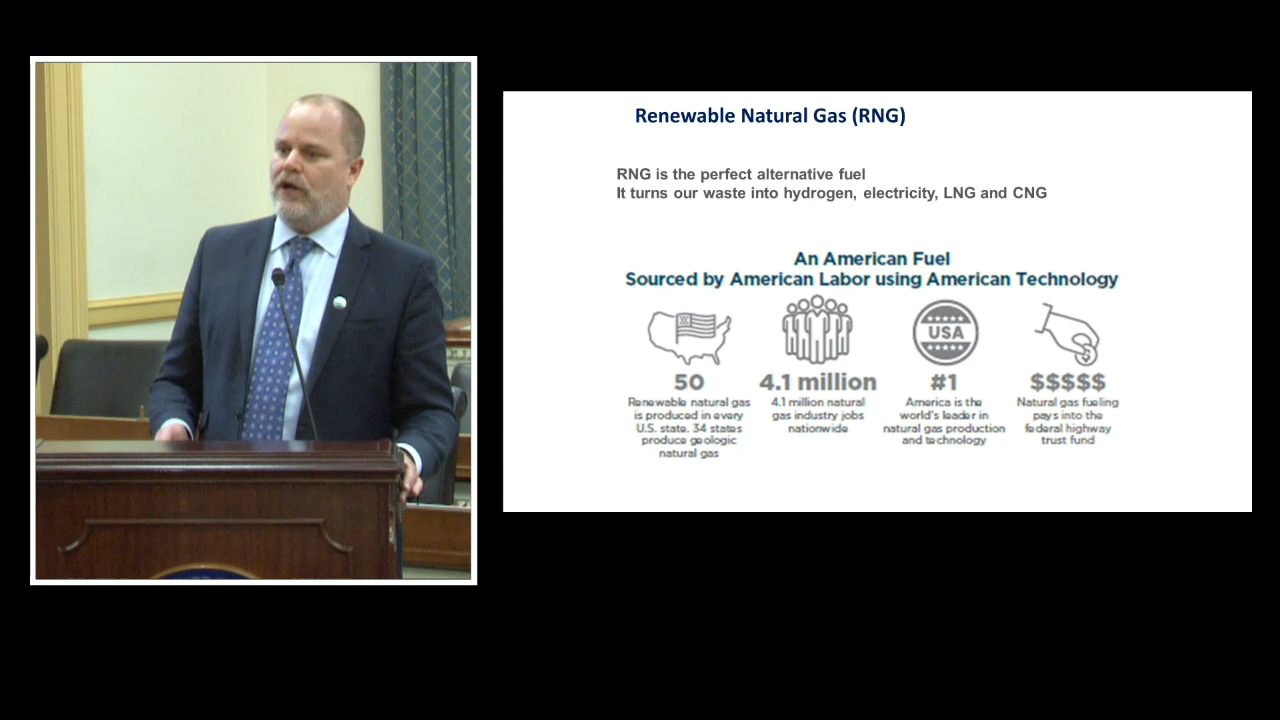 Renewable Natural Gas (RNG)
RNG is the perfect alternative fuel
It turns our waste into hydrogen, electricity, LNG and CNG
An American Fuel
Sourced by American Labor using American Technology
USA
50
Renewable natural gas
is produced in every
U.S. state. 34 states
produce geologic
natural gas
4.1 million
4.1 million natural
gas industry jobs
nationwide
#1
America is the
world's leader in
natural gas production
and technology
$$$$$
Natural gas fueling
pays into the
federal highway
trust fund